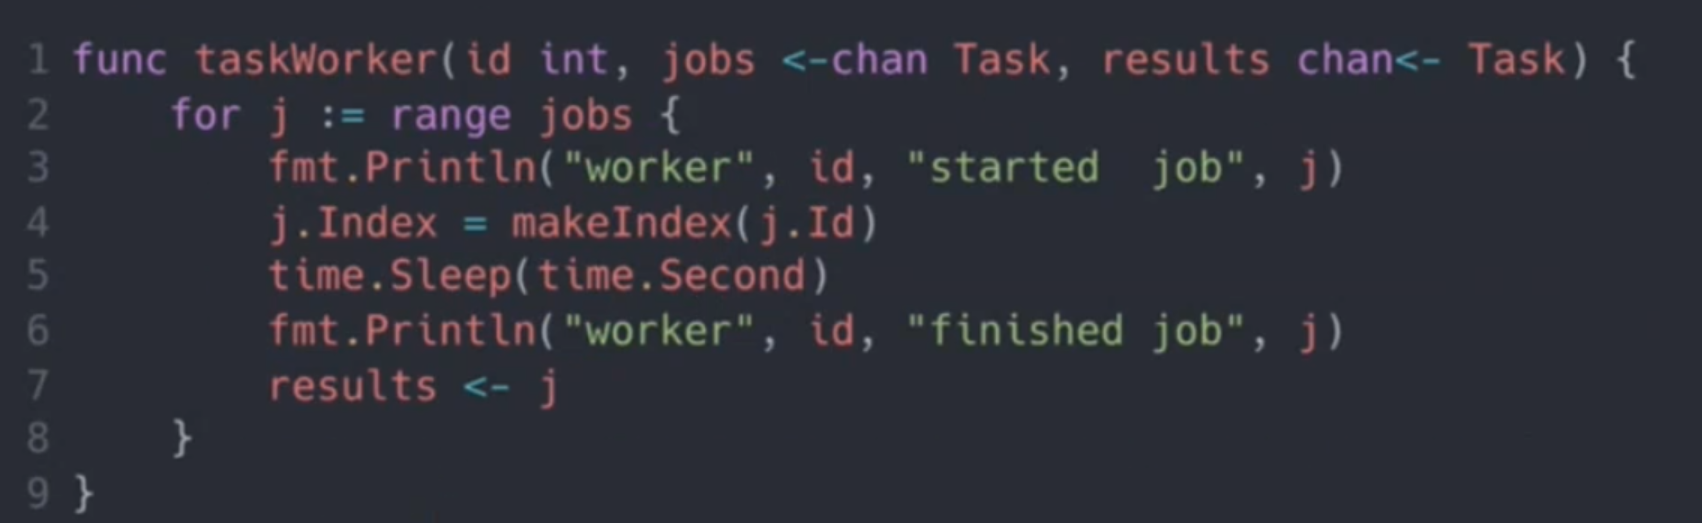 1 func taskWorker(id int, jobs <-chan Task, results chan<- Task) {
2     for j := range jobs {
3         fmt.Println("worker", id, "started  job", j)
4         j.Index = makeIndex(j.Id)
5         time.Sleep(time.Second)
6         fmt.Println("worker", id, "finished job", j)
7         results <- j
8     }
9 }